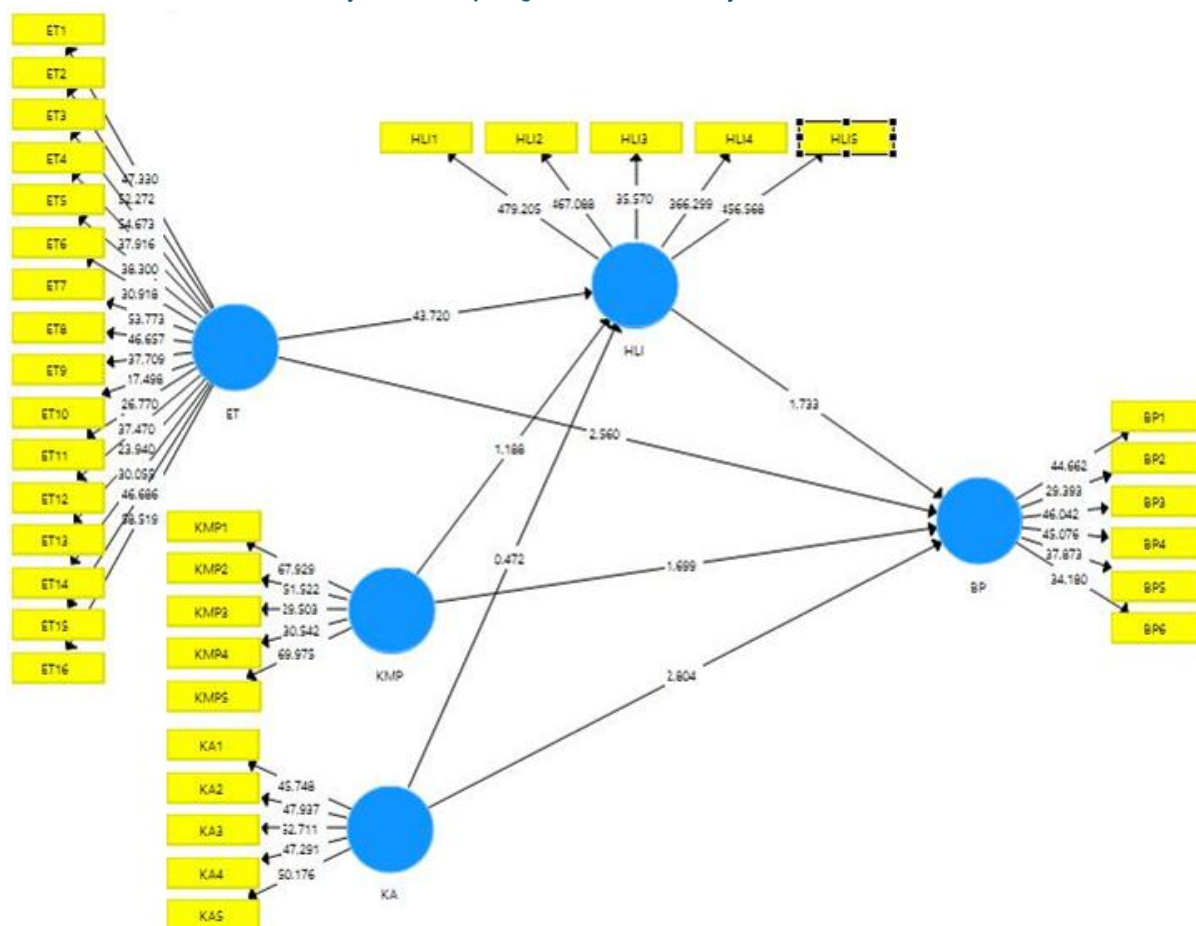 ET1
ET2
ET3
ET4
ET5
ET6
ET7
ET8
ET9
ET10
ET11
ET12
ET13
ET14
ET15
ET16
47.330
52.272
54.673
37.916
38.300
30.918
53.773
46.657
37.709
17.498
26.770
37.470
23.940
30.055
46.686
38.519
ET
HLI1 HLI2 HLI3 HLI4 HLI5
479.205 467.088 35.570 366.299 456.568
HLI
43.720
1.733
2.560
1.188
0.472
1.699
2.804
KMP1
KMP2
KMP3
KMP4
KMP5
67.929
51.522
29.503
30.542
69.975
KMP
KA1
KA2
KA3
KA4
KA5
45.748
47.937
47.291
50.176
KA
BP
44.662
29.393
46.042
45.076
37.873
34.180
BP1
BP2
BP3
BP4
BP5
BP6